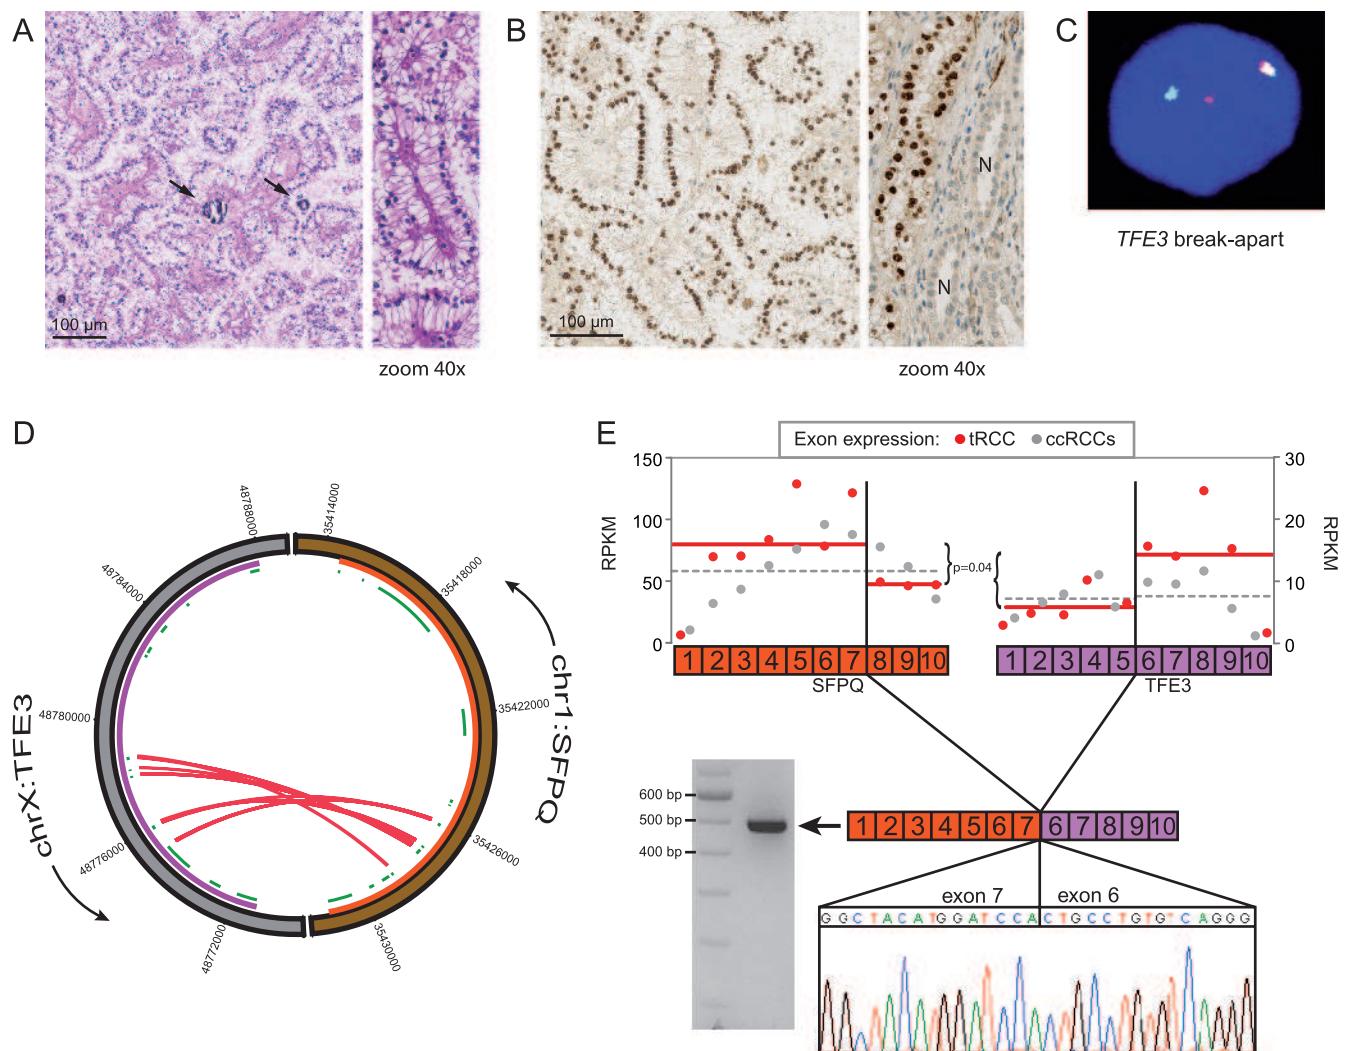 A
B
C
100 µm
zoom 40x
100 µm
N
N
zoom 40x
TFE3 break-apart
D
chrX:TFE3
chr1:SFPQ
48788000
48784000
48780000
48776000
48772000
35414000
35418000
35422000
35426000
35430000
E
Exon expression: tRCC ccRCCs
150
100
50
0
RPKM
30
20
10
0
RPKM
p=0.04
1 2 3 4 5 6 7 8 9 10
SFPQ
1 2 3 4 5 6 7 8 9 10
TFE3
600 bp
500 bp
400 bp
1 2 3 4 5 6 7 6 7 8 9 10
exon 7 exon 6
G G C T A C A T G G A T C C A C T G C C T G T G T C A G G G